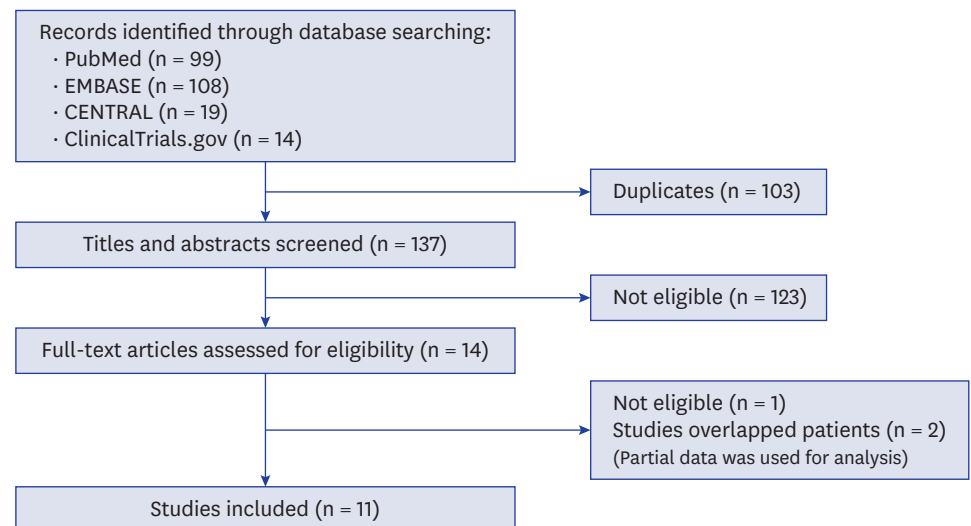 Records identified through database searching:
· PubMed (n = 99)
· EMBASE (n = 108)
· CENTRAL (n = 19)
· ClinicalTrials.gov (n = 14)
Duplicates (n = 103)
Titles and abstracts screened (n = 137)
Not eligible (n = 123)
Full-text articles assessed for eligibility (n = 14)
Not eligible (n = 1)
Studies overlapped patients (n = 2)
(Partial data was used for analysis)
Studies included (n = 11)